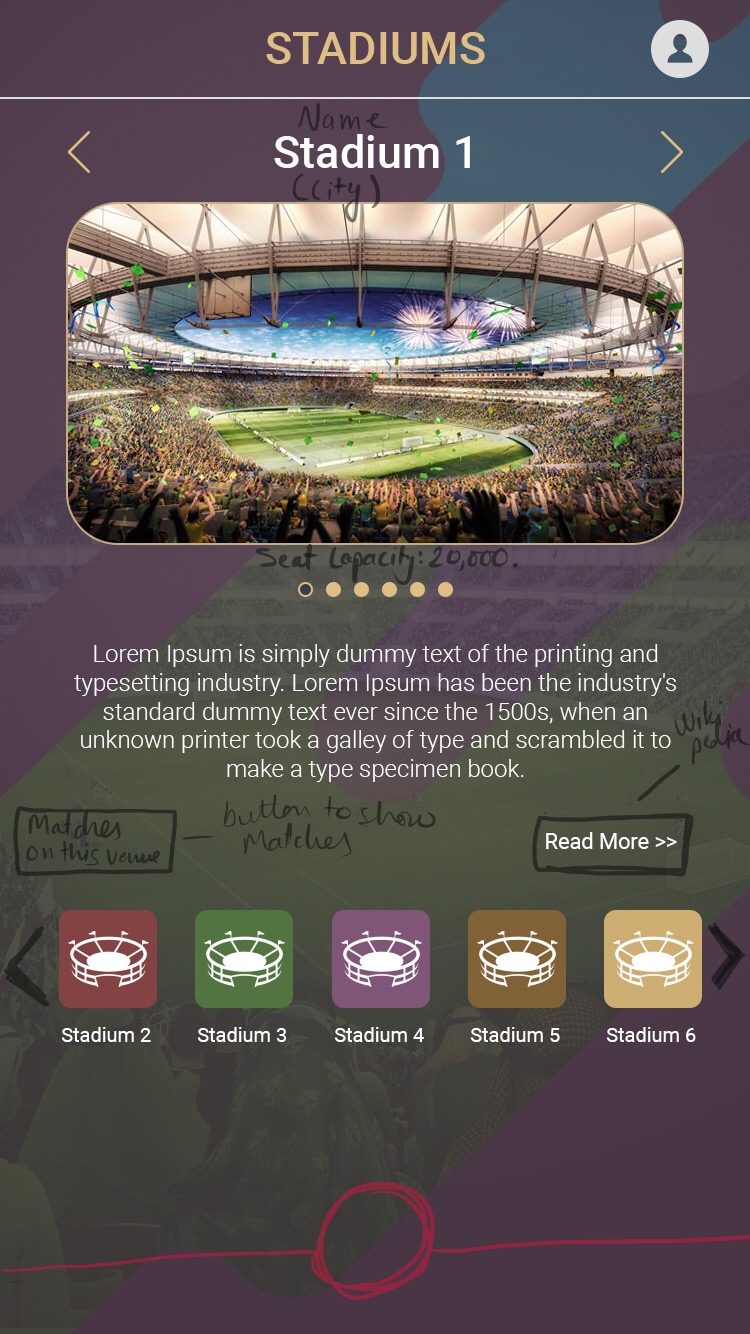 STADIUMS
Name
Stadium 1
(City)
Seat Capacity: 20,000.
Lorem Ipsum is simply dummy text of the printing and
typesetting industry. Lorem Ipsum has been the industry's
standard dummy text ever since the 1500s, when an
unknown printer took a galley of type and scrambled it to
make a type specimen book.
Wiki
pedia
Matches
on this venue
button to show
Matches
Read More >>
Stadium 2
Stadium 3
Stadium 4
Stadium 5
Stadium 6